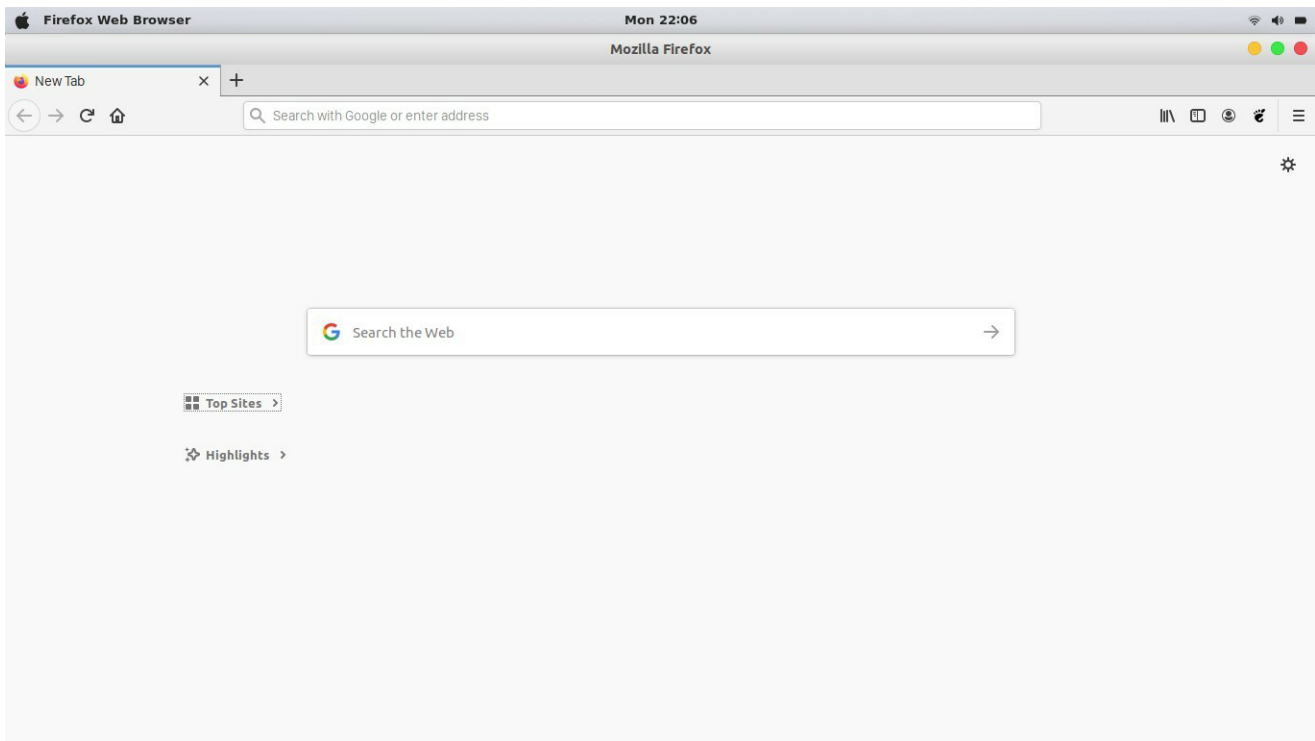 Firefox Web Browser
Mon 22:06
Mozilla Firefox
New Tab
Search with Google or enter address
Search the Web
Top Sites
Highlights